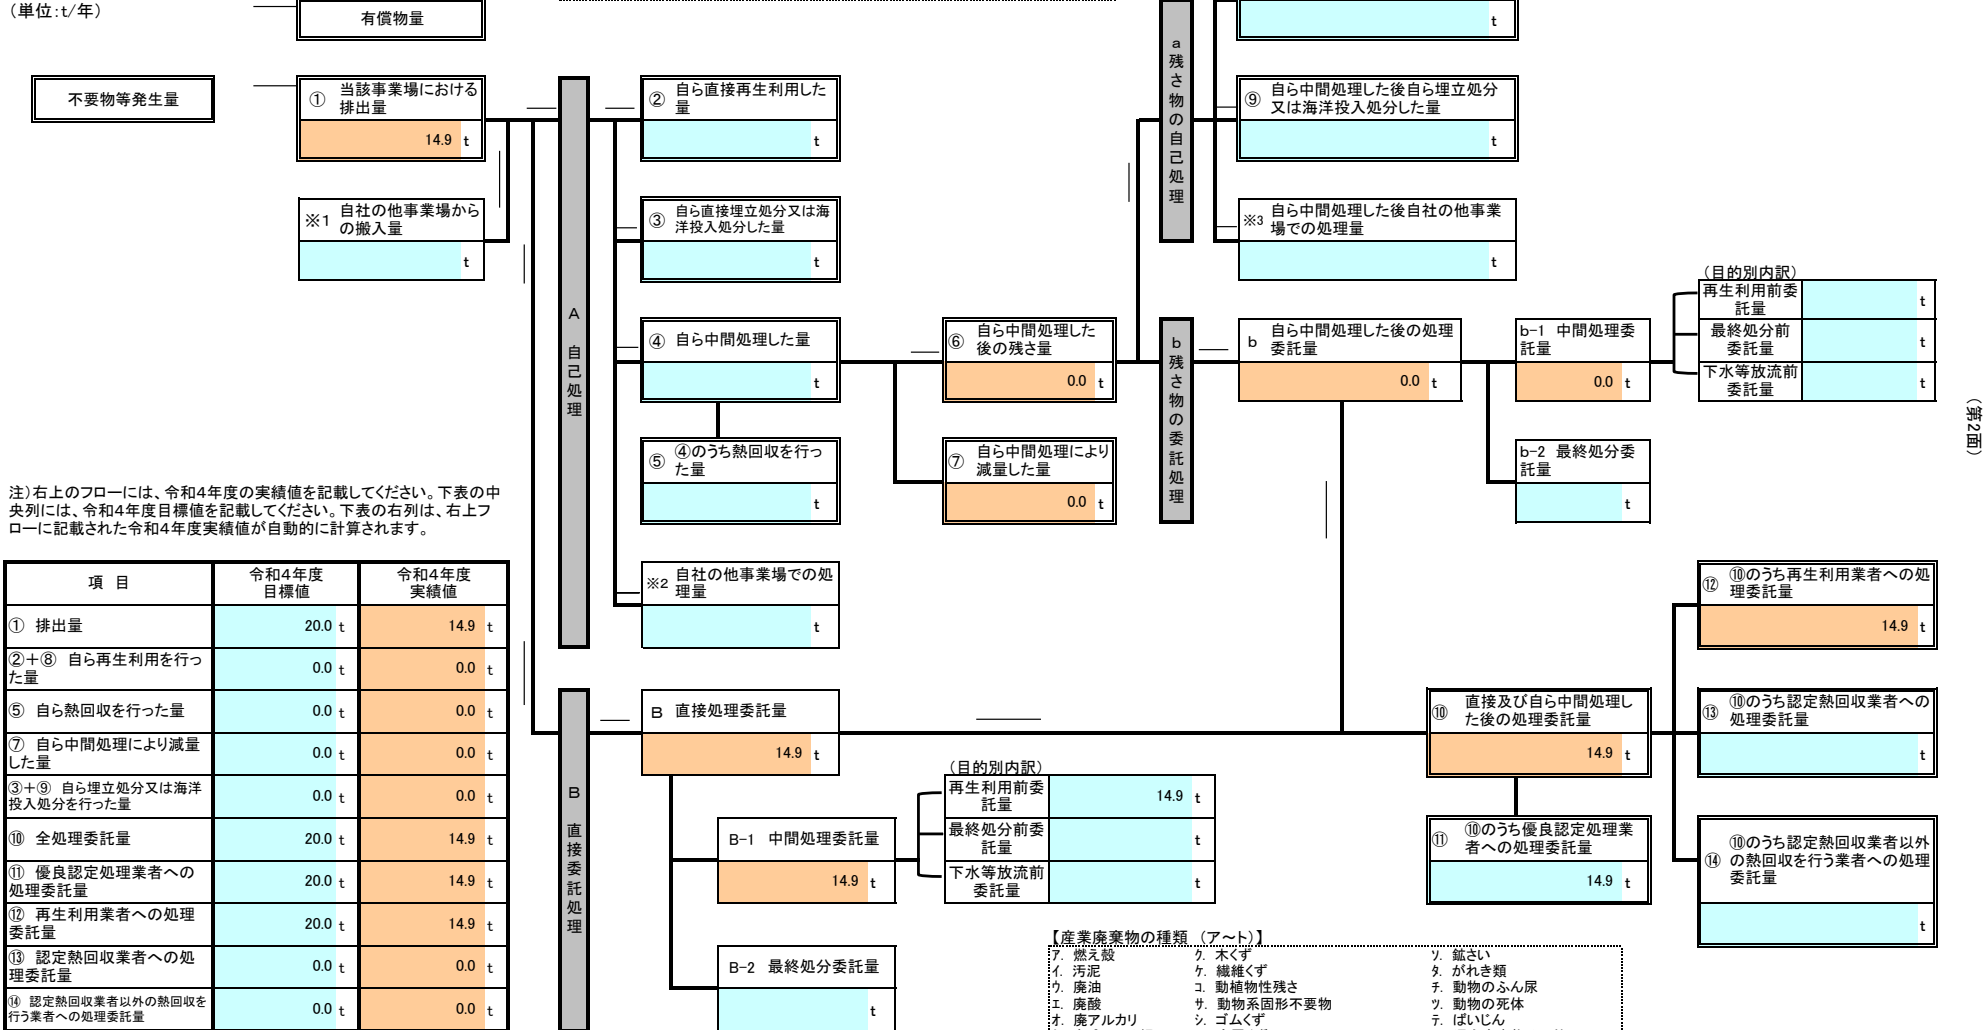 （単位：t/年）
有償物量
t
不要物等発生量
① 当該事業場における
排出量
14.9 t
※1 自社の他事業場から
の搬入量
t
A 自己処理
② 自ら直接再生利用した
量
t
③ 自ら直接埋立処分又は海
洋投入処分した量
t
④ 自ら中間処理した量
t
⑤ ④のうち熱回収を行っ
た量
t
※2 自社の他事業場での処
理量
t
⑥ 自ら中間処理した
後の残さ量
0.0 t
⑦ 自ら中間処理により
減量した量
0.0 t
a 残さ物の自己処理
⑨ 自ら中間処理した後自ら埋立処分
又は海洋投入処分した量
t
※3 自ら中間処理した後自社の他事業
場での処理量
t
b 残さ物の委託処理
b 自ら中間処理した後の処理
委託量
0.0 t
b-1 中間処理委
託量
0.0 t
b-2 最終処分委
託量
t
（目的別内訳）
再生利用前委
託量
t
最終処分前
委託量
t
下水等放流前
委託量
t
（第2面）
注）右上のフローには、令和４年度の実績値を記載してください。下表の中
央列には、令和４年度目標値を記載してください。下表の右列は、右上フ
ローに記載された令和４年度実績値が自動的に計算されます。
項 目
令和４年度
目標値
令和４年度
実績値
① 排出量 20.0 t 14.9 t
②＋⑧ 自ら再生利用を行っ
た量 0.0 t 0.0 t
⑤ 自ら熱回収を行った量 0.0 t 0.0 t
⑦ 自ら中間処理により減量
した量 0.0 t 0.0 t
③＋⑨ 自ら埋立処分又は海洋
投入処分を行った量 0.0 t 0.0 t
⑩ 全処理委託量 20.0 t 14.9 t
⑪ 優良認定処理業者への
処理委託量 20.0 t 14.9 t
⑫ 再生利用業者への処理
委託量 20.0 t 14.9 t
⑬ 認定熱回収業者への処
理委託量 0.0 t 0.0 t
⑭ 認定熱回収業者以外の熱回収を
行う業者への処理委託量 0.0 t 0.0 t
B 直接委託処理
B 直接処理委託量
14.9 t
B-1 中間処理委託量
14.9 t
B-2 最終処分委託量
t
（目的別内訳）
再生利用前委
託量
14.9 t
最終処分前委
託量
t
下水等放流前
委託量
t
⑩ 直接及び自ら中間処理し
た後の処理委託量
14.9 t
⑪ ⑩のうち優良認定処理業
者への処理委託量
14.9 t
⑫ ⑩のうち再生利用業者への処
理委託量
14.9 t
⑬ ⑩のうち認定熱回収業者への
処理委託量
t
⑭ ⑩のうち認定熱回収業者以外
の熱回収を行う業者への処理
委託量
t
【産業廃棄物の種類 （ア～ト）】
ア. 燃え殻 ク. 木くず ソ. 鉱さい
イ. 汚泥 ケ. 繊維くず タ. がれき類
ウ. 廃油 コ. 動植物性残さ チ. 動物のふん尿
エ. 廃酸 サ. 動物系固形不要物 ツ. 動物の死体
オ. 廃アルカリ シ. ゴムくず テ. ばいじん